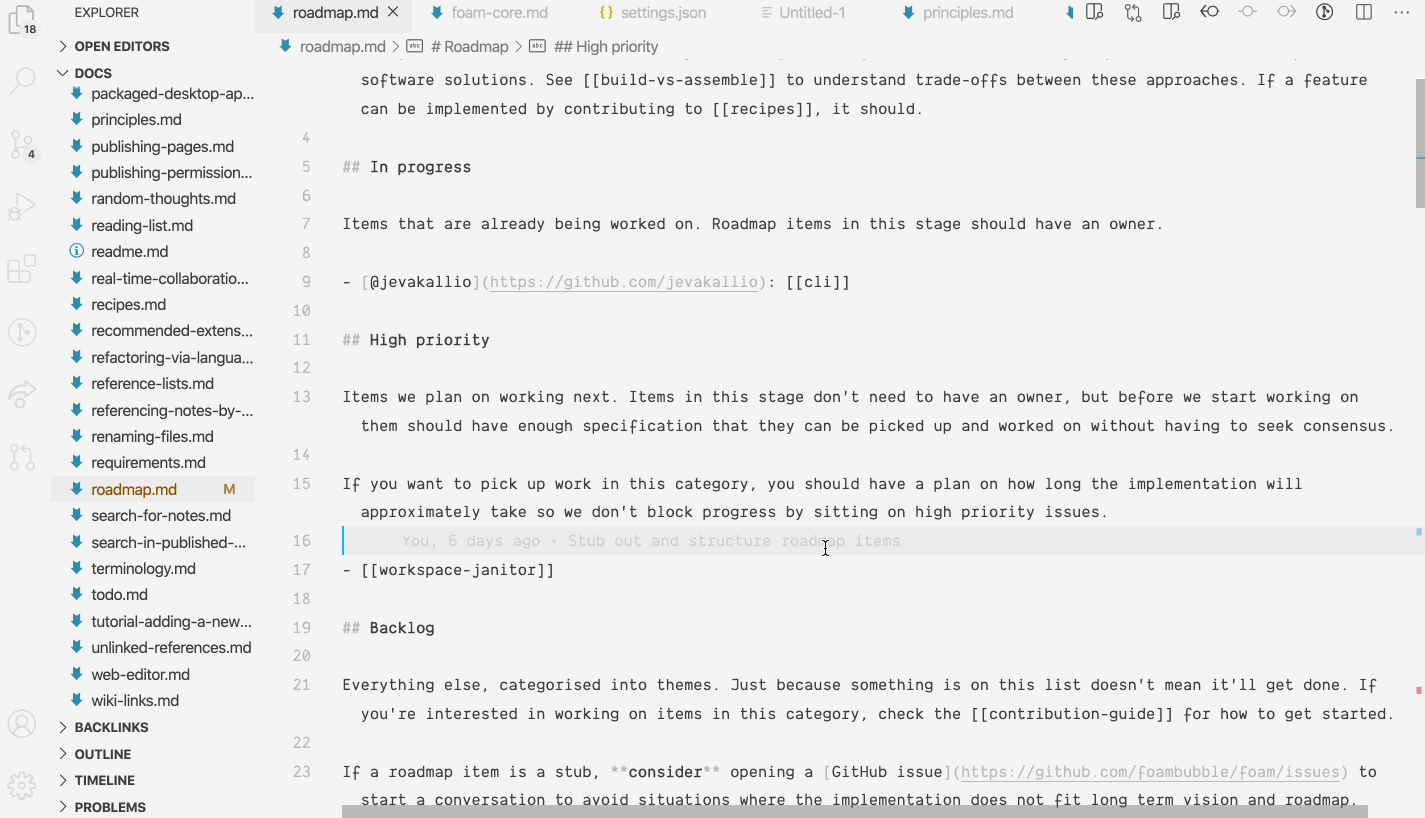 EXPLORER
roadmap.md
foam-core.md
{} settings.json
Untitled-1
principles.md
18
OPEN EDITORS
DOCS
packaged-desktop-ap...
principles.md
publishing-pages.md
publishing-permission...
random-thoughts.md
reading-list.md
readme.md
real-time-collaboratio...
recipes.md
recommended-extens...
refactoring-via-langua...
reference-lists.md
referencing-notes-by-...
renaming-files.md
requirements.md
roadmap.md M
search-for-notes.md
search-in-published-...
terminology.md
todo.md
tutorial-adding-a-new...
unlinked-references.md
web-editor.md
wiki-links.md
BACKLINKS
OUTLINE
TIMELINE
PROBLEMS
4
roadmap.md > abc # Roadmap > abc ## High priority
software solutions. See [[build-vs-assemble]] to understand trade-offs between these approaches. If a feature
can be implemented by contributing to [[recipes]], it should.
4
5 ## In progress
6
7 Items that are already being worked on. Roadmap items in this stage should have an owner.
8
9 - [@jevakallio](https://github.com/jevakallio): [[cli]]
10
11 ## High priority
12
13 Items we plan on working next. Items in this stage don't need to have an owner, but before we start working on
them should have enough specification that they can be picked up and worked on without having to seek consensus.
14
15 If you want to pick up work in this category, you should have a plan on how long the implementation will
approximately take so we don't block progress by sitting on high priority issues.
16 You, 6 days ago • Stub out and structure roadmap items
17 - [[workspace-janitor]]
18
19 ## Backlog
20
21 Everything else, categorised into themes. Just because something is on this list doesn't mean it'll get done. If
you're interested in working on items in this category, check the [[contribution-guide]] for how to get started.
22
23 If a roadmap item is a stub, **consider** opening a [GitHub issue](https://github.com/foambubble/foam/issues) to
start a conversation to avoid situations where the implementation does not fit long term vision and roadmap.